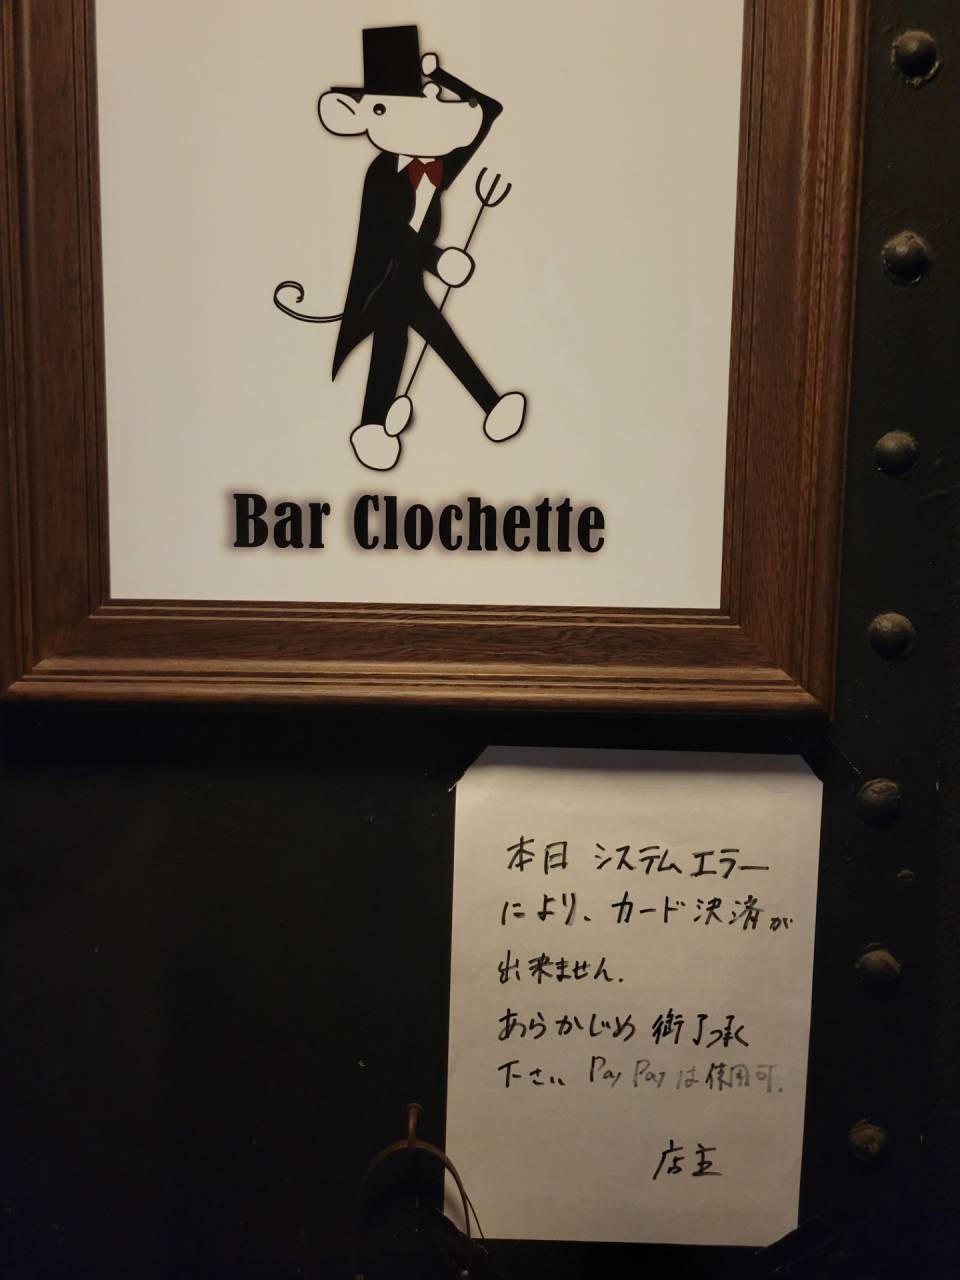 Bar Clochette
本日 システムエラー
により、カード決済が
出来ません.
あらかじめ 御了承
下さい PayPayは使用可.
店主